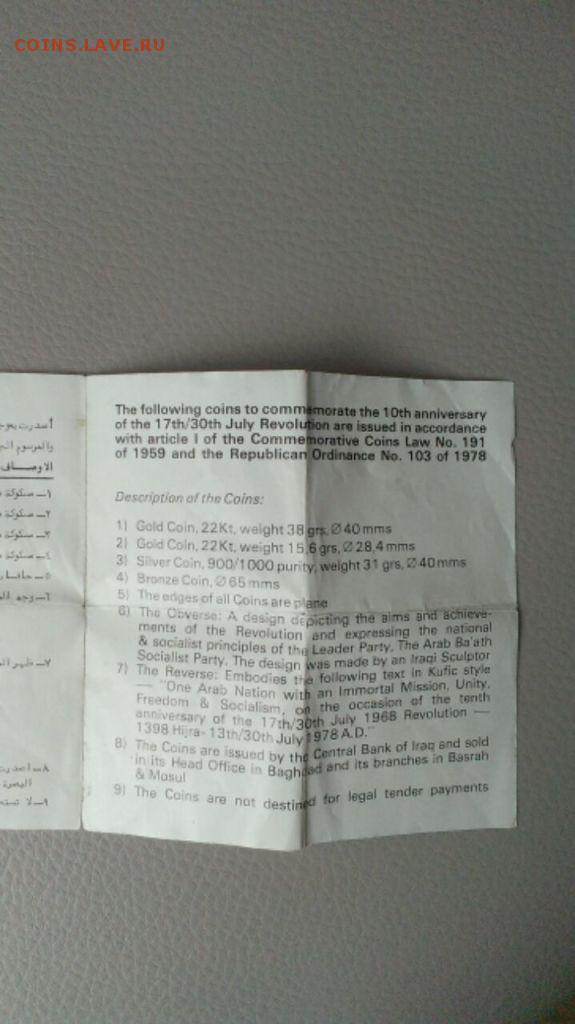 COINS.LAVE.RU
The following coins to commemorate the 10th anniversary
of the 17th/30th July Revolution are issued in accordance
with article I of the Commemorative Coins Law No. 191
of 1959 and the Republican Ordinance No. 103 of 1978
Description of the Coins:
1) Gold Coin, 22Kt, weight 38 grs, Ø 40 mms
2) Gold Coin, 22Kt, weight 15,6 grs, Ø 28,4 mms
3) Silver Coin, 900/1000 purity, weight 31 grs, Ø 40 mms
4) Bronze Coin, Ø 65 mms
5) The edges of all Coins are plane
6) The Obverse: A design depicting the aims and achieve-
ments of the Revolution and expressing the national
& socialist principles of the Leader Party, The Arab Ba'ath
Socialist Party. The design was made by an Iraqi Sculptor
7) The Reverse: Embodies the following text in Kufic style
— "One Arab Nation with an Immortal Mission, Unity,
Freedom & Socialism, on the occasion of the tenth
anniversary of the 17th/30th July 1968 Revolution —
1398 Hijra- 13th/30th July 1978 A.D."
8) The Coins are issued by the Central Bank of Iraq and sold
in its Head Office in Baghdad and its branches in Basrah
& Mosul
9) The Coins are not destined for legal tender payments